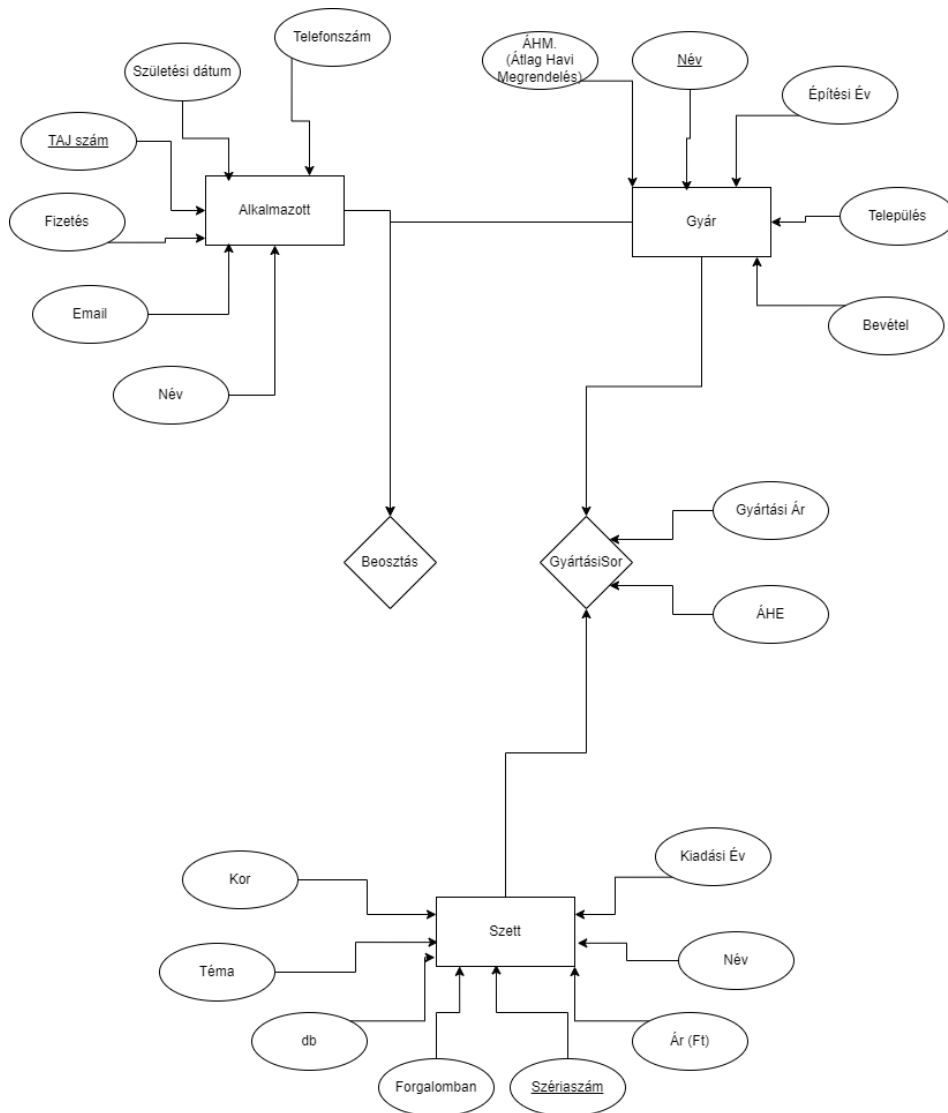 Telefonszám
Születési dátum
TAJ szám
Fizetés
Email
Név
Alkalmazott
ÁHM.
(Átlag Havi
Megrendelés)
Név
Építési Év
Település
Bevétel
Gyár
Beosztás
GyártásiSor
Gyártási Ár
ÁHE
Kor
Téma
db
Forgalomban
Szériaszám
Ár (Ft)
Név
Kiadási Év
Szett